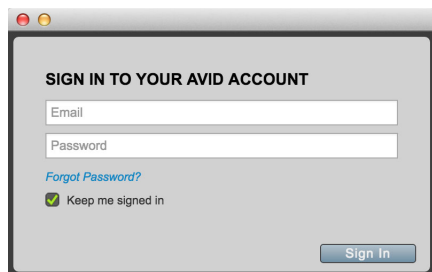 SIGN IN TO YOUR AVID ACCOUNT
Email
Password
Forgot Password?
Keep me signed in
Sign In